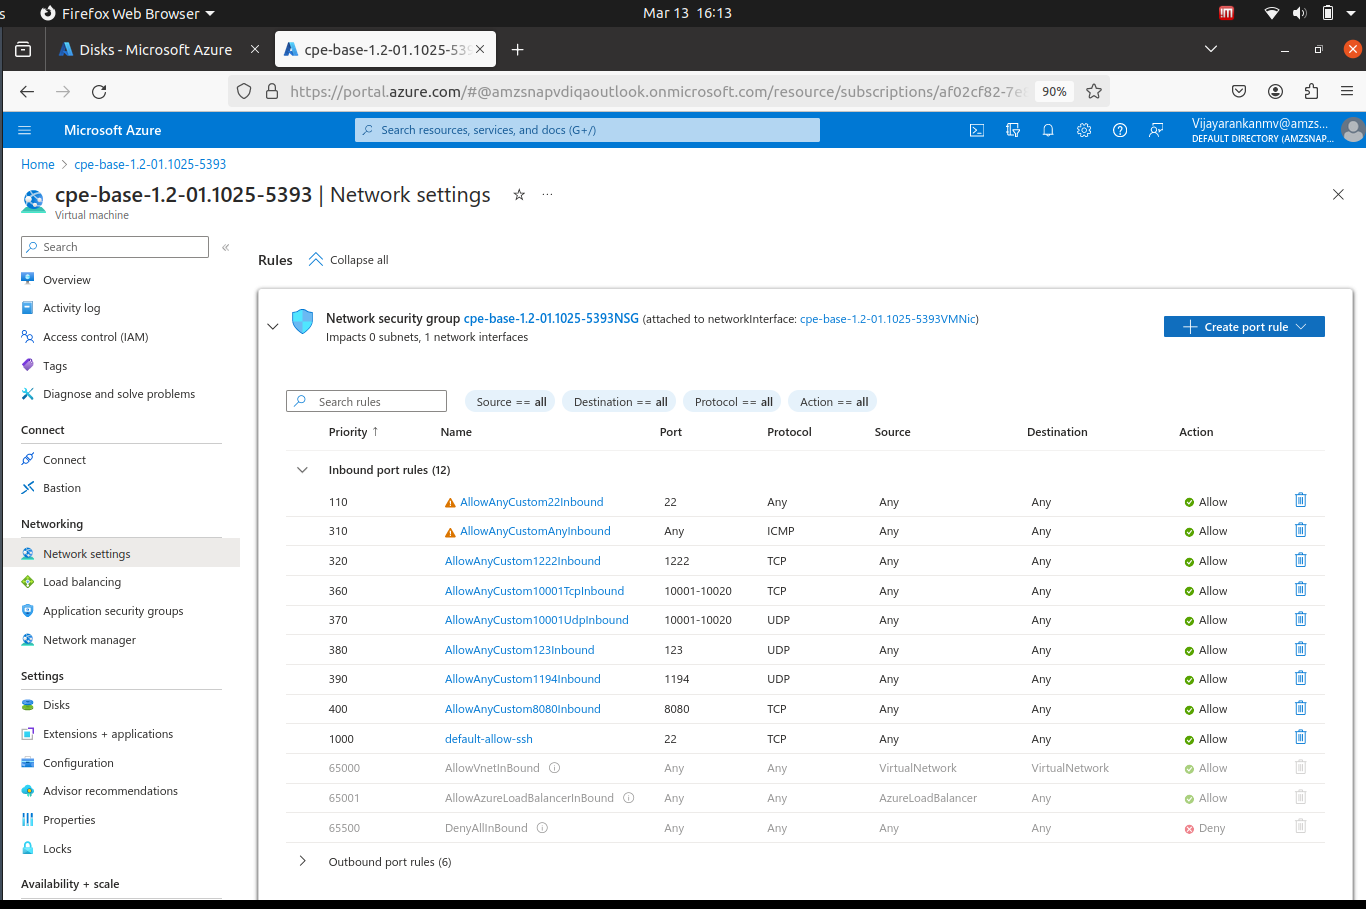 s
Firefox Web Browser
Mar 13 16:13
Disks - Microsoft Azure
cpe-base-1.2-01.1025-539
https://portal.azure.com/#@amzsnapvdiqaoutlook.onmicrosoft.com/resource/subscriptions/af02cf82-7e
90%
Microsoft Azure
Search resources, services, and docs (G+/)
Vijayarankanmv@amzs...
DEFAULT DIRECTORY (AMZSNAP...
Home > cpe-base-1.2-01.1025-5393
cpe-base-1.2-01.1025-5393 | Network settings
Virtual machine
Search
Overview
Activity log
Access control (IAM)
Tags
Diagnose and solve problems
Connect
Connect
Bastion
Networking
Network settings
Load balancing
Application security groups
Network manager
Settings
Disks
Extensions + applications
Configuration
Advisor recommendations
Properties
Locks
Availability + scale
Rules
Collapse all
Network security group cpe-base-1.2-01.1025-5393NSG (attached to networkInterface: cpe-base-1.2-01.1025-5393VMNic)
Impacts 0 subnets, 1 network interfaces
Create port rule
Search rules
Source == all
Destination == all
Protocol == all
Action == all
Priority ↑ Name Port Protocol Source Destination Action
Inbound port rules (12)
110 AllowAnyCustom22Inbound 22 Any Any Any Allow
310 AllowAnyCustomAnyInbound Any ICMP Any Any Allow
320 AllowAnyCustom1222Inbound 1222 TCP Any Any Allow
360 AllowAnyCustom10001TcpInbound 10001-10020 TCP Any Any Allow
370 AllowAnyCustom10001UdpInbound 10001-10020 UDP Any Any Allow
380 AllowAnyCustom123Inbound 123 UDP Any Any Allow
390 AllowAnyCustom1194Inbound 1194 UDP Any Any Allow
400 AllowAnyCustom8080Inbound 8080 TCP Any Any Allow
1000 default-allow-ssh 22 TCP Any Any Allow
65000 AllowVnetInBound Any Any VirtualNetwork VirtualNetwork Allow
65001 AllowAzureLoadBalancerInBound Any Any AzureLoadBalancer Any Allow
65500 DenyAllInBound Any Any Any Any Deny
Outbound port rules (6)